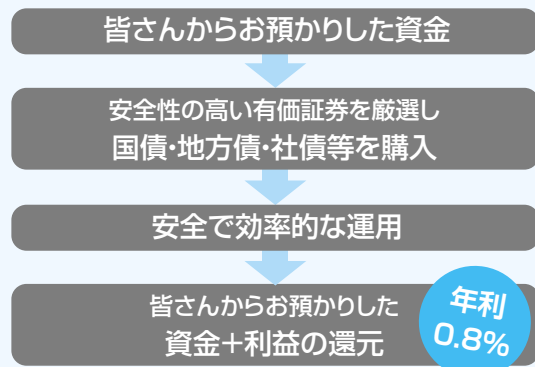 皆さんからお預かりした資金
安全性の高い有価証券を厳選し
国債・地方債・社債等を購入
安全で効率的な運用
皆さんからお預かりした
資金＋利益の還元
年利
0.8%